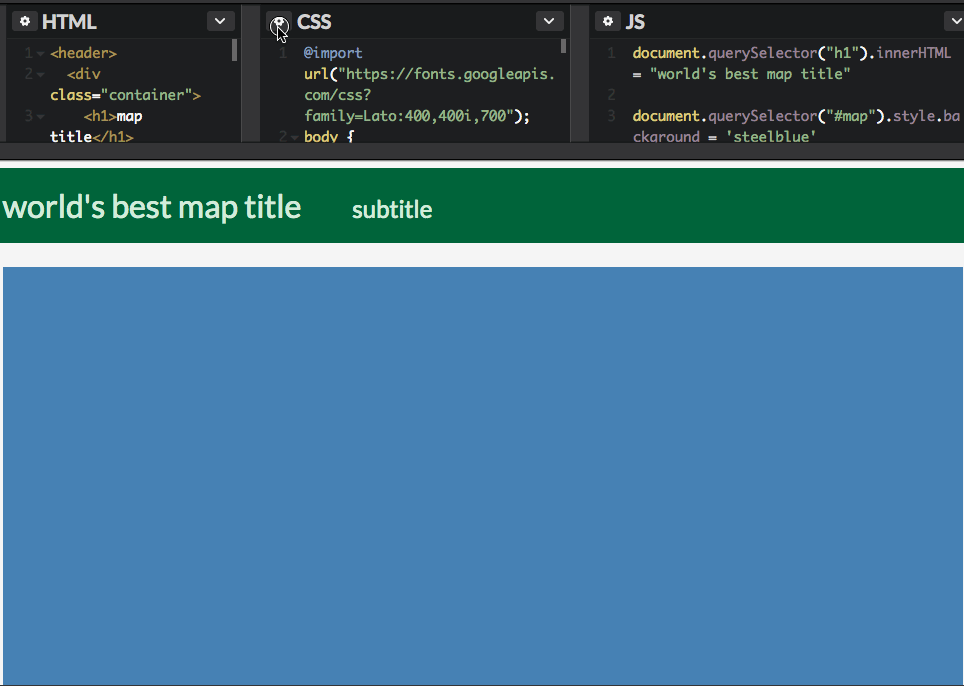 HTML
1 <header>
2 <div
class="container">
3 <h1>map
title</h1>
CSS
1 @import
url("https://fonts.googleapis.
com/css?
family=Lato:400,400i,700");
2 body {
JS
1 document.querySelector("h1").innerHTML
= "world's best map title"
2
3 document.querySelector("#map").style.ba
ckground = 'steelblue'
world's best map title subtitle